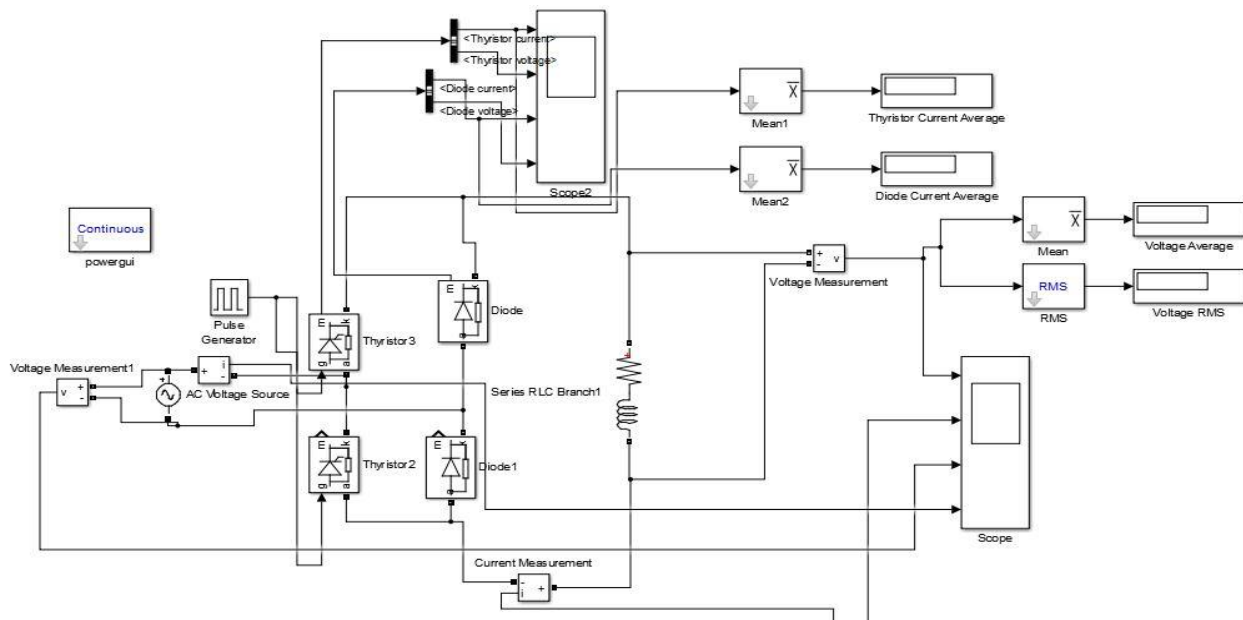 <Thyristor current>
<Thyristor voltage>
<Diode current>
<Diode voltage>
Scope2
X
Mean1
Thyristor Current Average
X
Mean2
Diode Current Average
Continuous
powergui
X
Mean
Voltage Average
+
-
v
Voltage Measurement
RMS
RMS
Voltage RMS
Pulse
Generator
m
k
g
a
Thyristor3
m
k
a
Diode
Voltage Measurement1
v
+
-
+
+
i
-
AC Voltage Source
Series RLC Branch1
+
m
k
g
a
Thyristor2
m
k
a
Diode1
Scope
Current Measurement
-
i
+